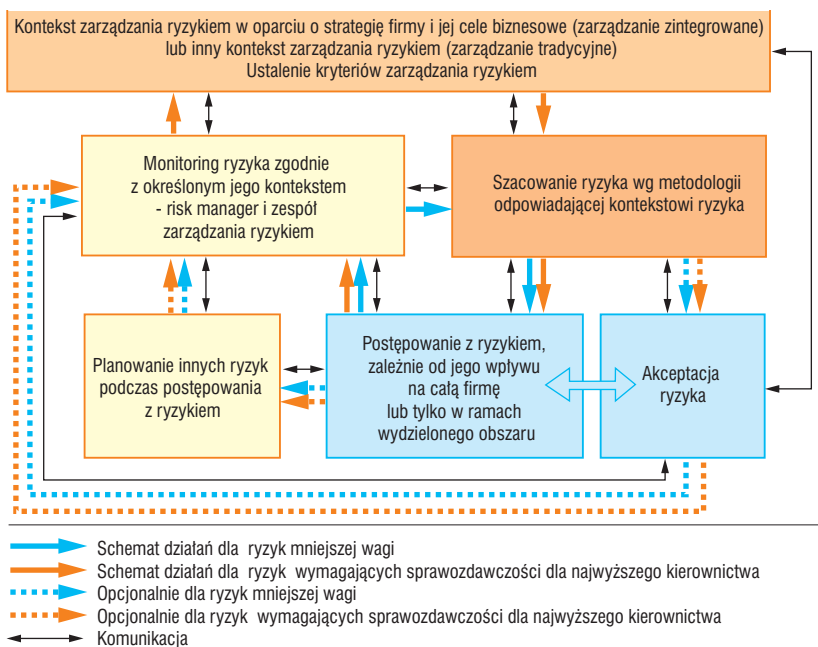 Kontekst zarządzania ryzykiem w oparciu o strategię firmy i jej cele biznesowe (zarządzanie zintegrowane)
lub inny kontekst zarządzania ryzykiem (zarządzanie tradycyjne)
Ustalenie kryteriów zarządzania ryzykiem
Monitoring ryzyka zgodnie
z określonym jego kontekstem
- risk manager i zespół
zarządzania ryzykiem
Szacowanie ryzyka wg metodologii
odpowiadającej kontekstowi ryzyka
Planowanie innych ryzyk
podczas postępowania
z ryzykiem
Postępowanie z ryzykiem,
zależnie od jego wpływu
na całą firmę
lub tylko w ramach
wydzielonego obszaru
Akceptacja
ryzyka
Schemat działań dla ryzyk mniejszej wagi
Schemat działań dla ryzyk wymagających sprawozdawczości dla najwyższego kierownictwa
Opcjonalnie dla ryzyk mniejszej wagi
Opcjonalnie dla ryzyk wymagających sprawozdawczości dla najwyższego kierownictwa
Komunikacja